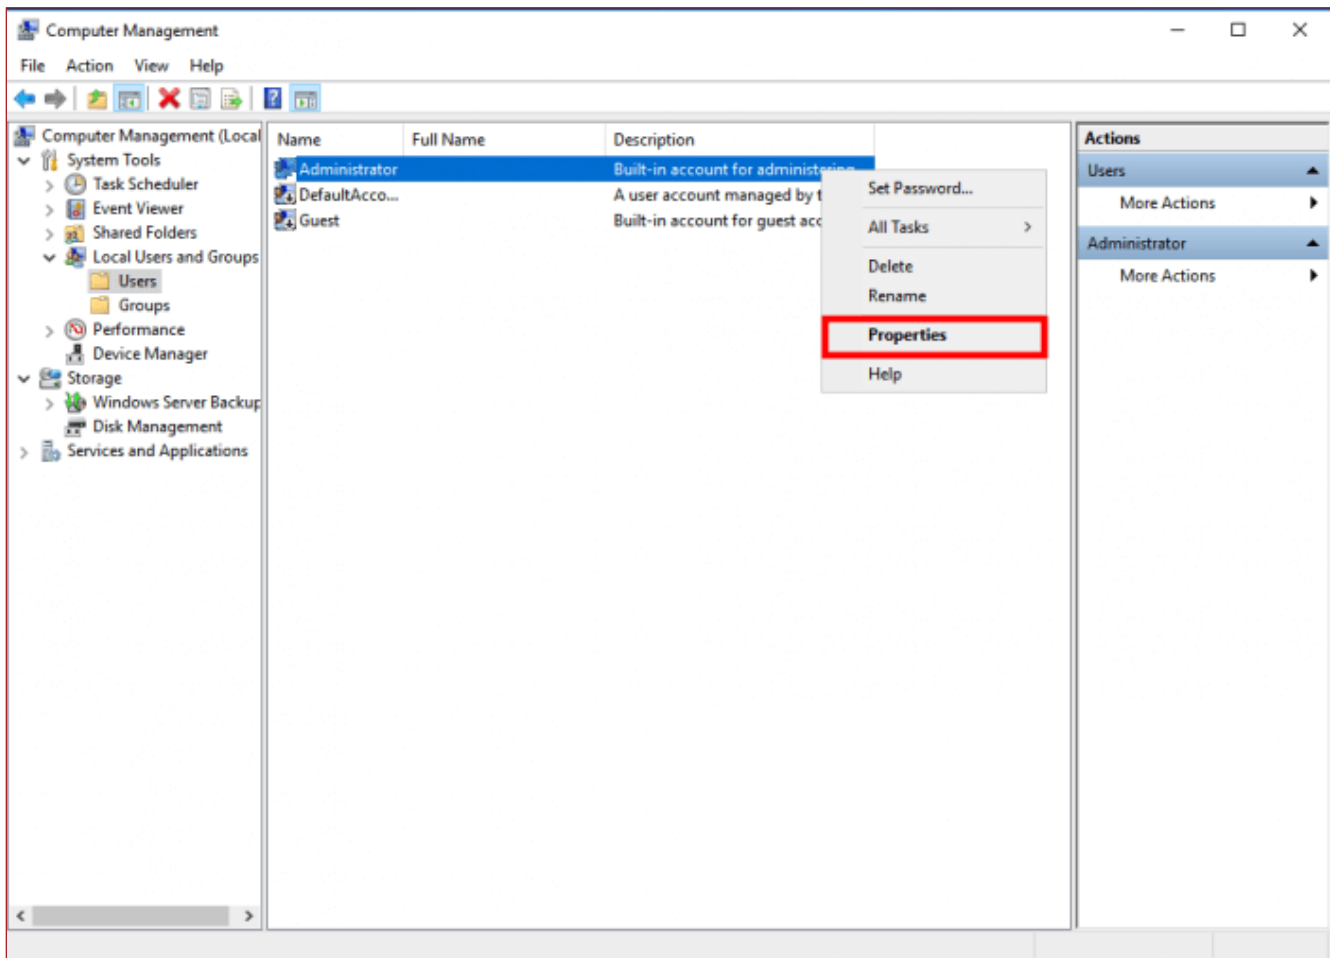 Computer Management
File Action View Help
Computer Management (Local
System Tools
Task Scheduler
Event Viewer
Shared Folders
Local Users and Groups
Users
Groups
Performance
Device Manager
Storage
Windows Server Backup
Disk Management
Services and Applications
Name Full Name Description
Administrator Built-in account for administering
DefaultAcco... A user account managed by t
Guest Built-in account for guest acc
Set Password...
All Tasks
Delete
Rename
Properties
Help
Actions
Users
More Actions
Administrator
More Actions